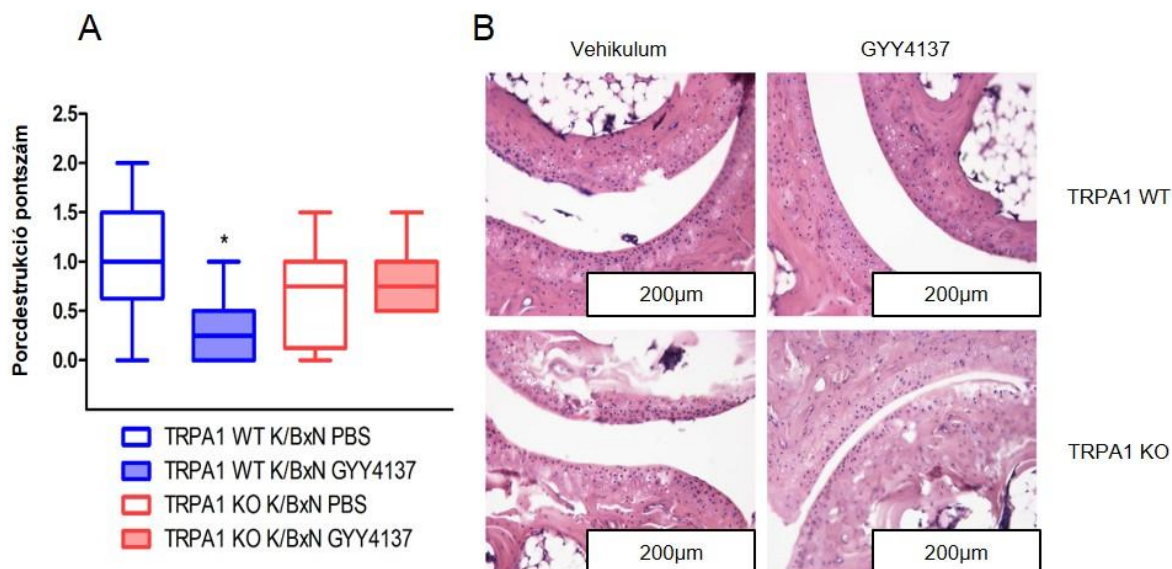 A
Porcdestrukció pontszám
2.5
2.0
1.5
1.0
0.5
0.0
*
TRPA1 WT K/BxN PBS
TRPA1 WT K/BxN GYY4137
TRPA1 KO K/BxN PBS
TRPA1 KO K/BxN GYY4137
B
Vehikulum
GYY4137
TRPA1 WT
200µm
200µm
TRPA1 KO
200µm
200µm